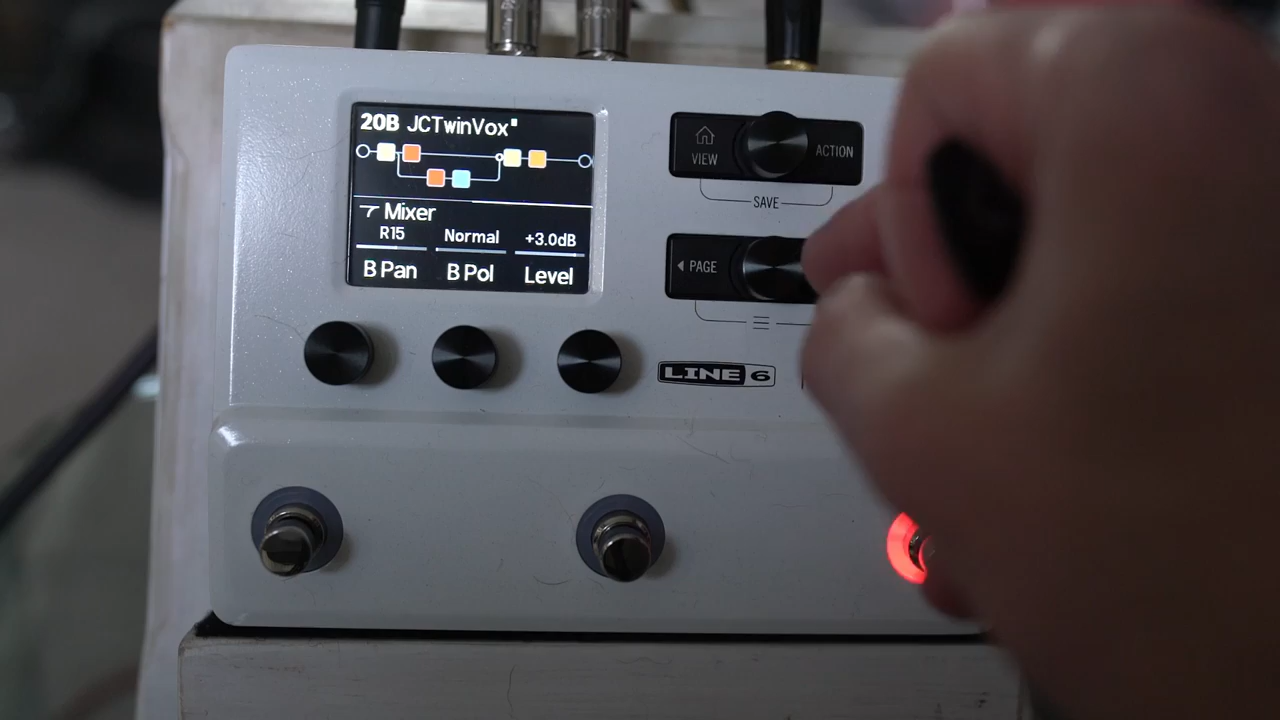 20B JCTwinVox
Mixer
R15 Normal +3.0dB
B Pan B Pol Level
VIEW ACTION
SAVE
PAGE
LINE 6